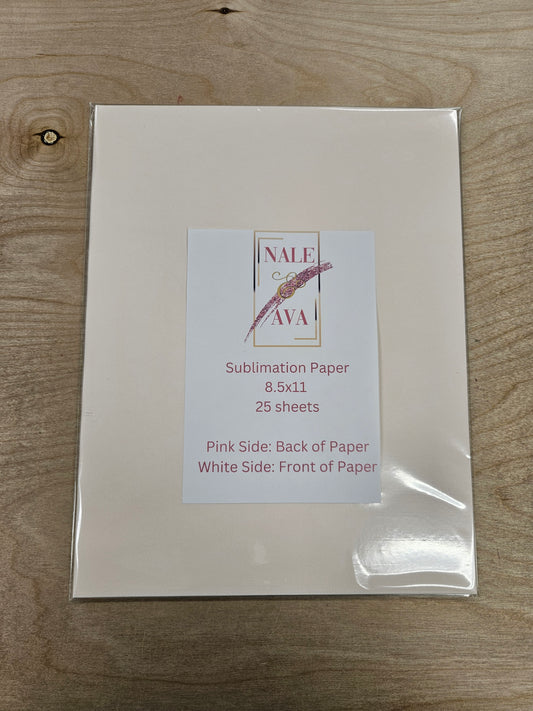 NALE
AVA
Sublimation Paper
8.5x11
25 sheets
Pink Side: Back of Paper
White Side: Front of Paper